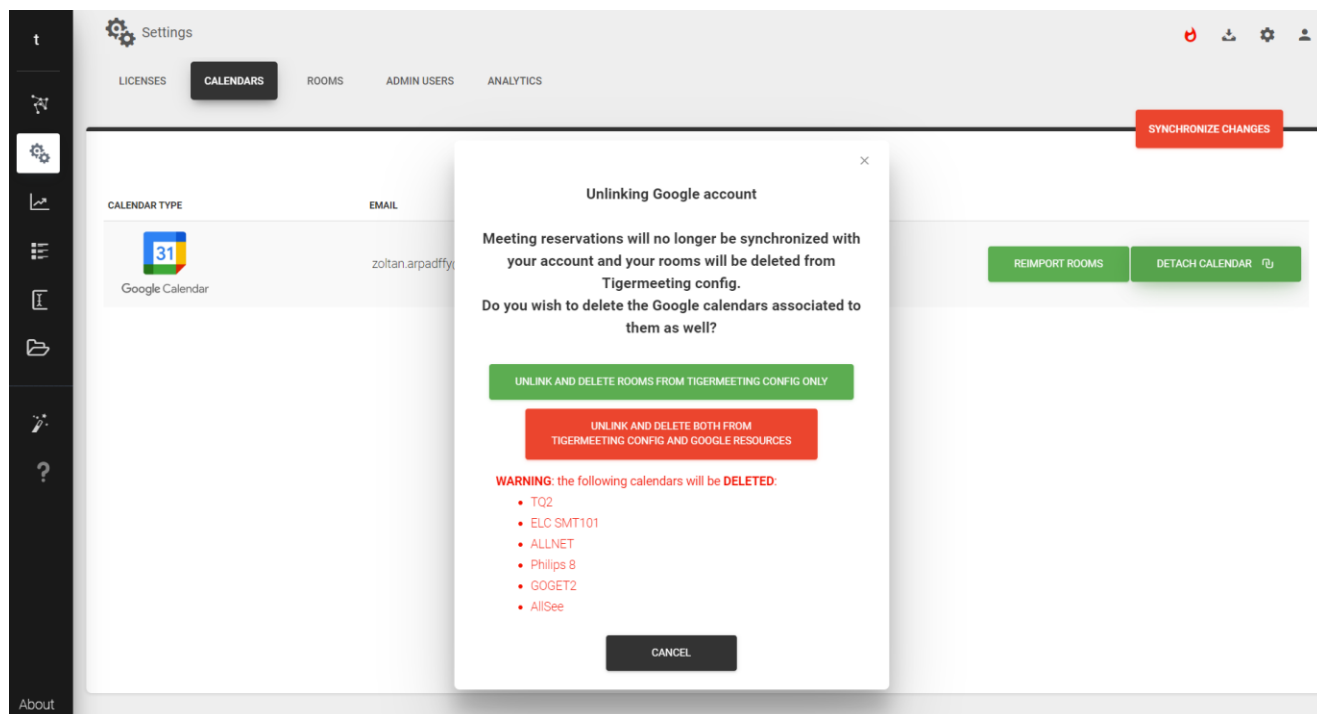 t
Settings
LICENSES
CALENDARS
ROOMS
ADMIN USERS
ANALYTICS
SYNCHRONIZE CHANGES
CALENDAR TYPE
EMAIL
31
Google Calendar
zoltan.arpadffy
REIMPORT ROOMS
DETACH CALENDAR
×
Unlinking Google account
Meeting reservations will no longer be synchronized with
your account and your rooms will be deleted from
Tigermeeting config.
Do you wish to delete the Google calendars associated to
them as well?
UNLINK AND DELETE ROOMS FROM TIGERMEETING CONFIG ONLY
UNLINK AND DELETE BOTH FROM
TIGERMEETING CONFIG AND GOOGLE RESOURCES
WARNING: the following calendars will be DELETED:
• TQ2
• ELC SMT101
• ALLNET
• Philips 8
• GOGET2
• AllSee
CANCEL
?
About